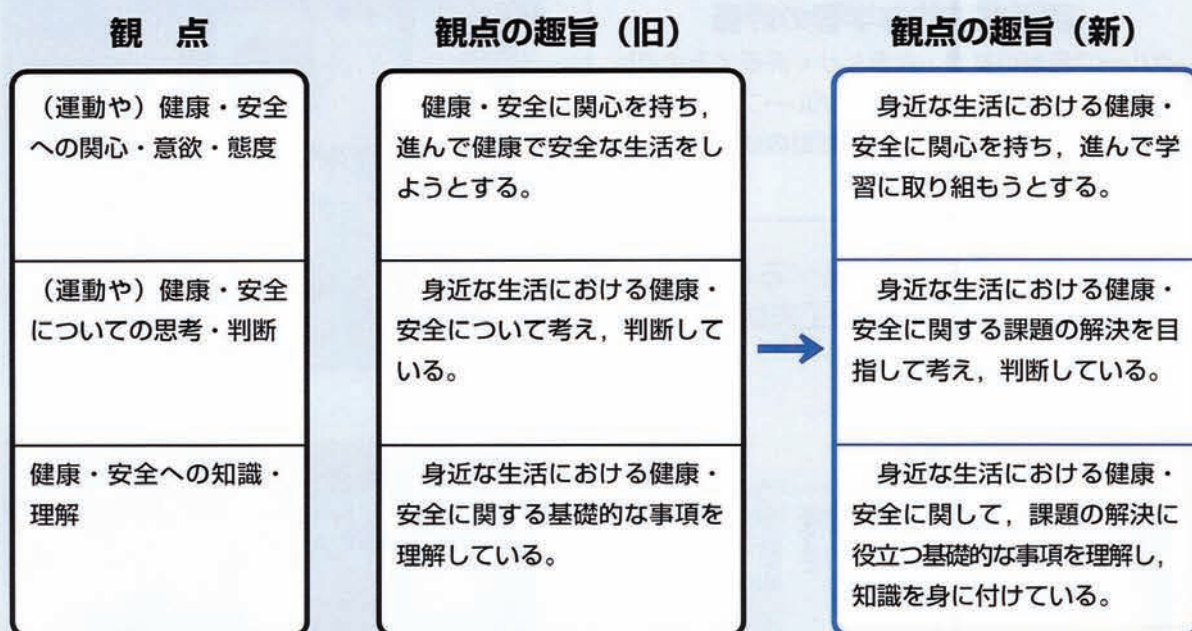 観 点
（運動や）健康・安全
への関心・意欲・態度
（運動や）健康・安全
についての思考・判断
健康・安全への知識・
理解
観点の趣旨（旧）
健康・安全に関心を持ち，
進んで健康で安全な生活をし
ようとする。
身近な生活における健康・
安全について考え，判断して
いる。
身近な生活における健康・
安全に関する基礎的な事項を
理解している。
観点の趣旨（新）
身近な生活における健康・
安全に関心を持ち，進んで学
習に取り組もうとする。
身近な生活における健康・
安全に関する課題の解決を目
指して考え，判断している。
身近な生活における健康・
安全に関して，課題の解決に
役立つ基礎的な事項を理解し，
知識を身に付けている。